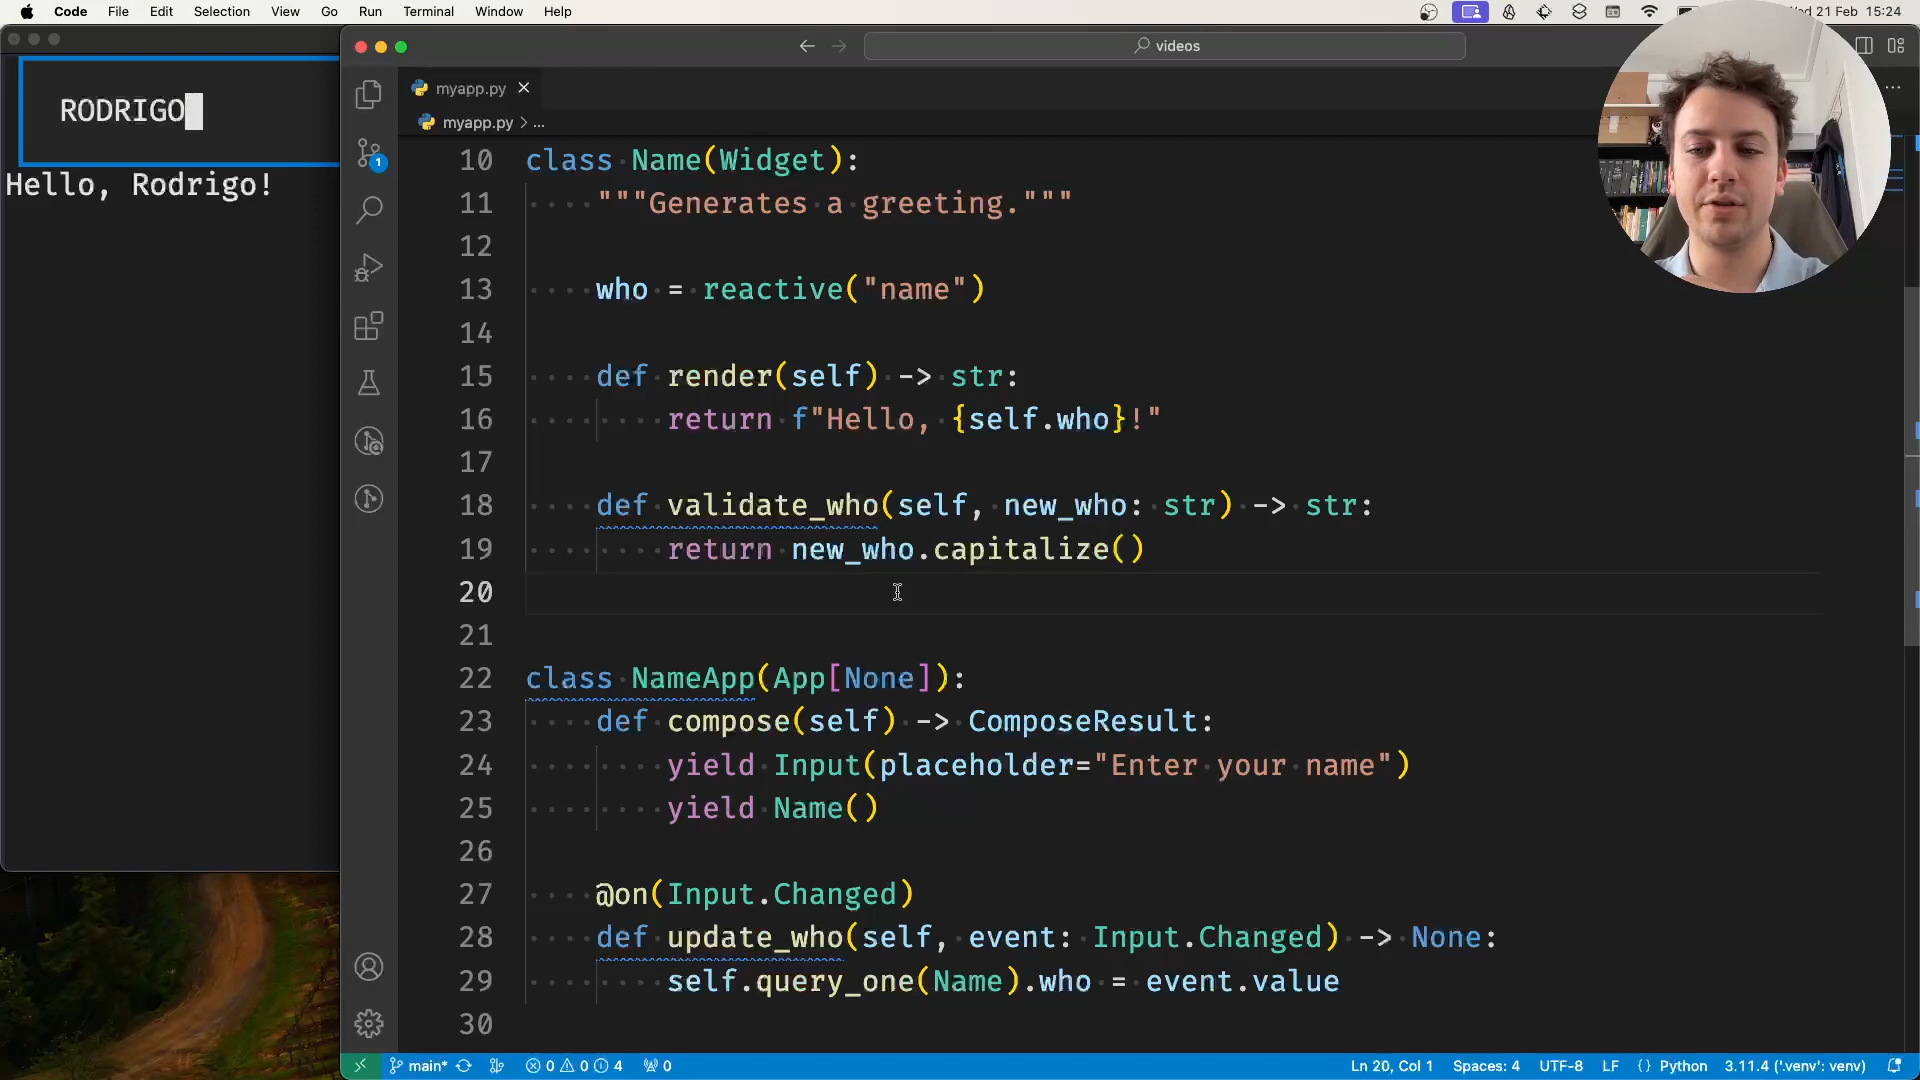 Code File Edit Selection View Go Run Terminal Window Help
21 Feb 15:24
videos
RODRIGO
Hello, Rodrigo!
myapp.py
myapp.py > ...
10 class Name(Widget):
11 """Generates a greeting."""
12
13 who = reactive("name")
14
15 def render(self) -> str:
16 return f"Hello, {self.who}!"
17
18 def validate_who(self, new_who: str) -> str:
19 return new_who.capitalize()
20
21
22 class NameApp(App[None]):
23 def compose(self) -> ComposeResult:
24 yield Input(placeholder="Enter your name")
25 yield Name()
26
27 @on(Input.Changed)
28 def update_who(self, event: Input.Changed) -> None:
29 self.query_one(Name).who = event.value
30
1
main* 0 0 4 0 Ln 20, Col 1 Spaces: 4 UTF-8 LF {} Python 3.11.4 ('.venv': venv)